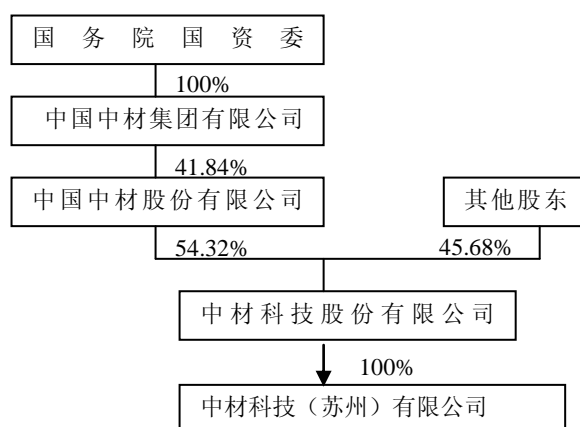 国务院国资委
100%
中国中材集团有限公司
41.84%
中国中材股份有限公司
其他股东
54.32%
45.68%
中材科技股份有限公司
100%
中材科技（苏州）有限公司